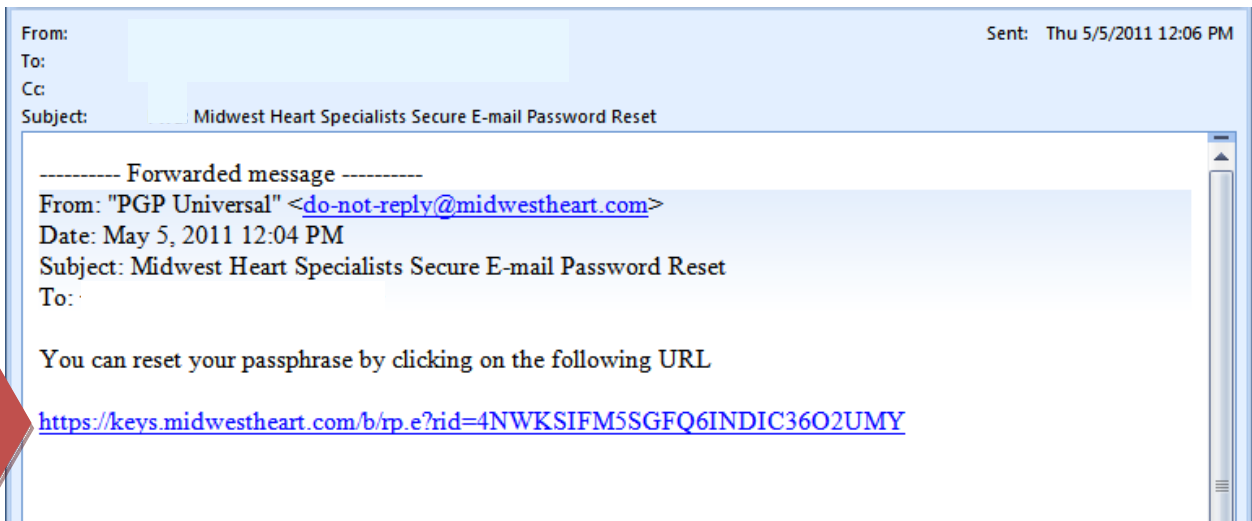 From: Sent: Thu 5/5/2011 12:06 PM
To:
Cc:
Subject: : Midwest Heart Specialists Secure E-mail Password Reset
---------- Forwarded message ----------
From: "PGP Universal" <do-not-reply@midwestheart.com>
Date: May 5, 2011 12:04 PM
Subject: Midwest Heart Specialists Secure E-mail Password Reset
To:
You can reset your passphrase by clicking on the following URL
https://keys.midwestheart.com/b/rp.e?rid=4NWKSIFM5SGFQ6INDIC36O2UMY